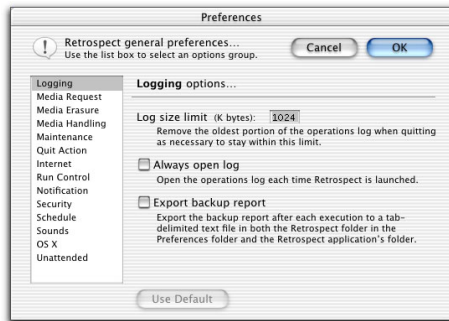 Preferences
Retrospect general preferences...
Use the list box to select an options group.
Cancel
OK
Logging
Media Request
Media Erasure
Media Handling
Maintenance
Quit Action
Internet
Run Control
Notification
Security
Schedule
Sounds
OS X
Unattended
Logging options...
Log size limit (K bytes): 1024
Remove the oldest portion of the operations log when quitting
as necessary to stay within this limit.
Always open log
Open the operations log each time Retrospect is launched.
Export backup report
Export the backup report after each execution to a tab-
delimited text file in both the Retrospect folder in the
Preferences folder and the Retrospect application's folder.
Use Default